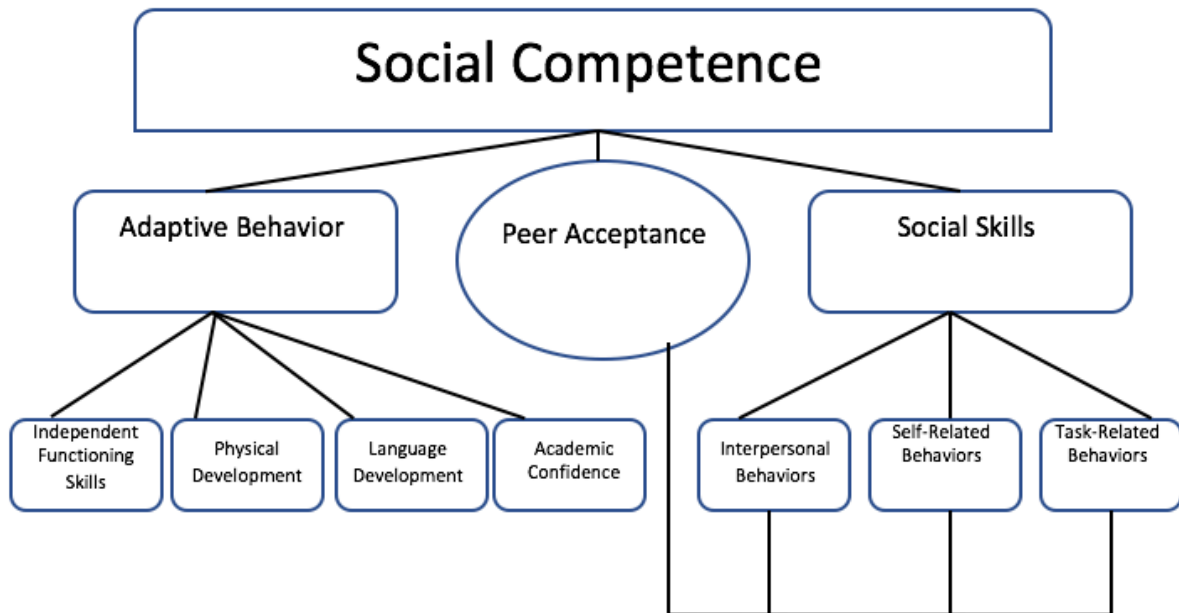 Social Competence
Adaptive Behavior
Peer Acceptance
Social Skills
Independent
Functioning
Skills
Physical
Development
Language
Development
Academic
Confidence
Interpersonal
Behaviors
Self-Related
Behaviors
Task-Related
Behaviors